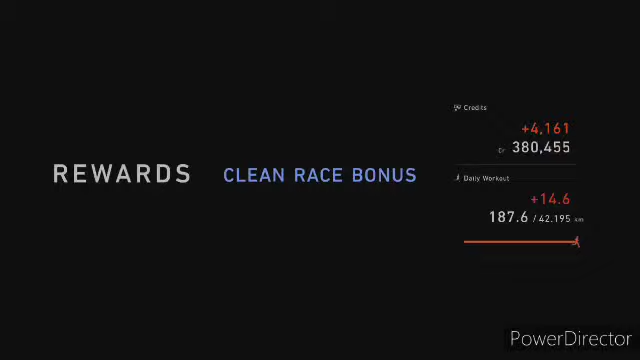 REWARDS
CLEAN RACE BONUS
Credits
+4,161
Cr 380,455
Daily Workout
+14.6
187.6 / 42.195 km
PowerDirector